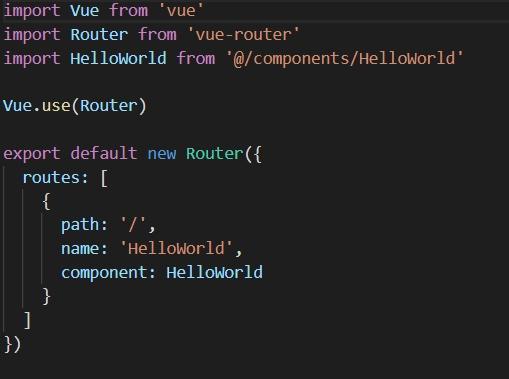 import Vue from 'vue'
import Router from 'vue-router'
import HelloWorld from '@/components/HelloWorld'

Vue.use(Router)

export default new Router({
  routes: [
    {
      path: '/',
      name: 'HelloWorld',
      component: HelloWorld
    }
  ]
})